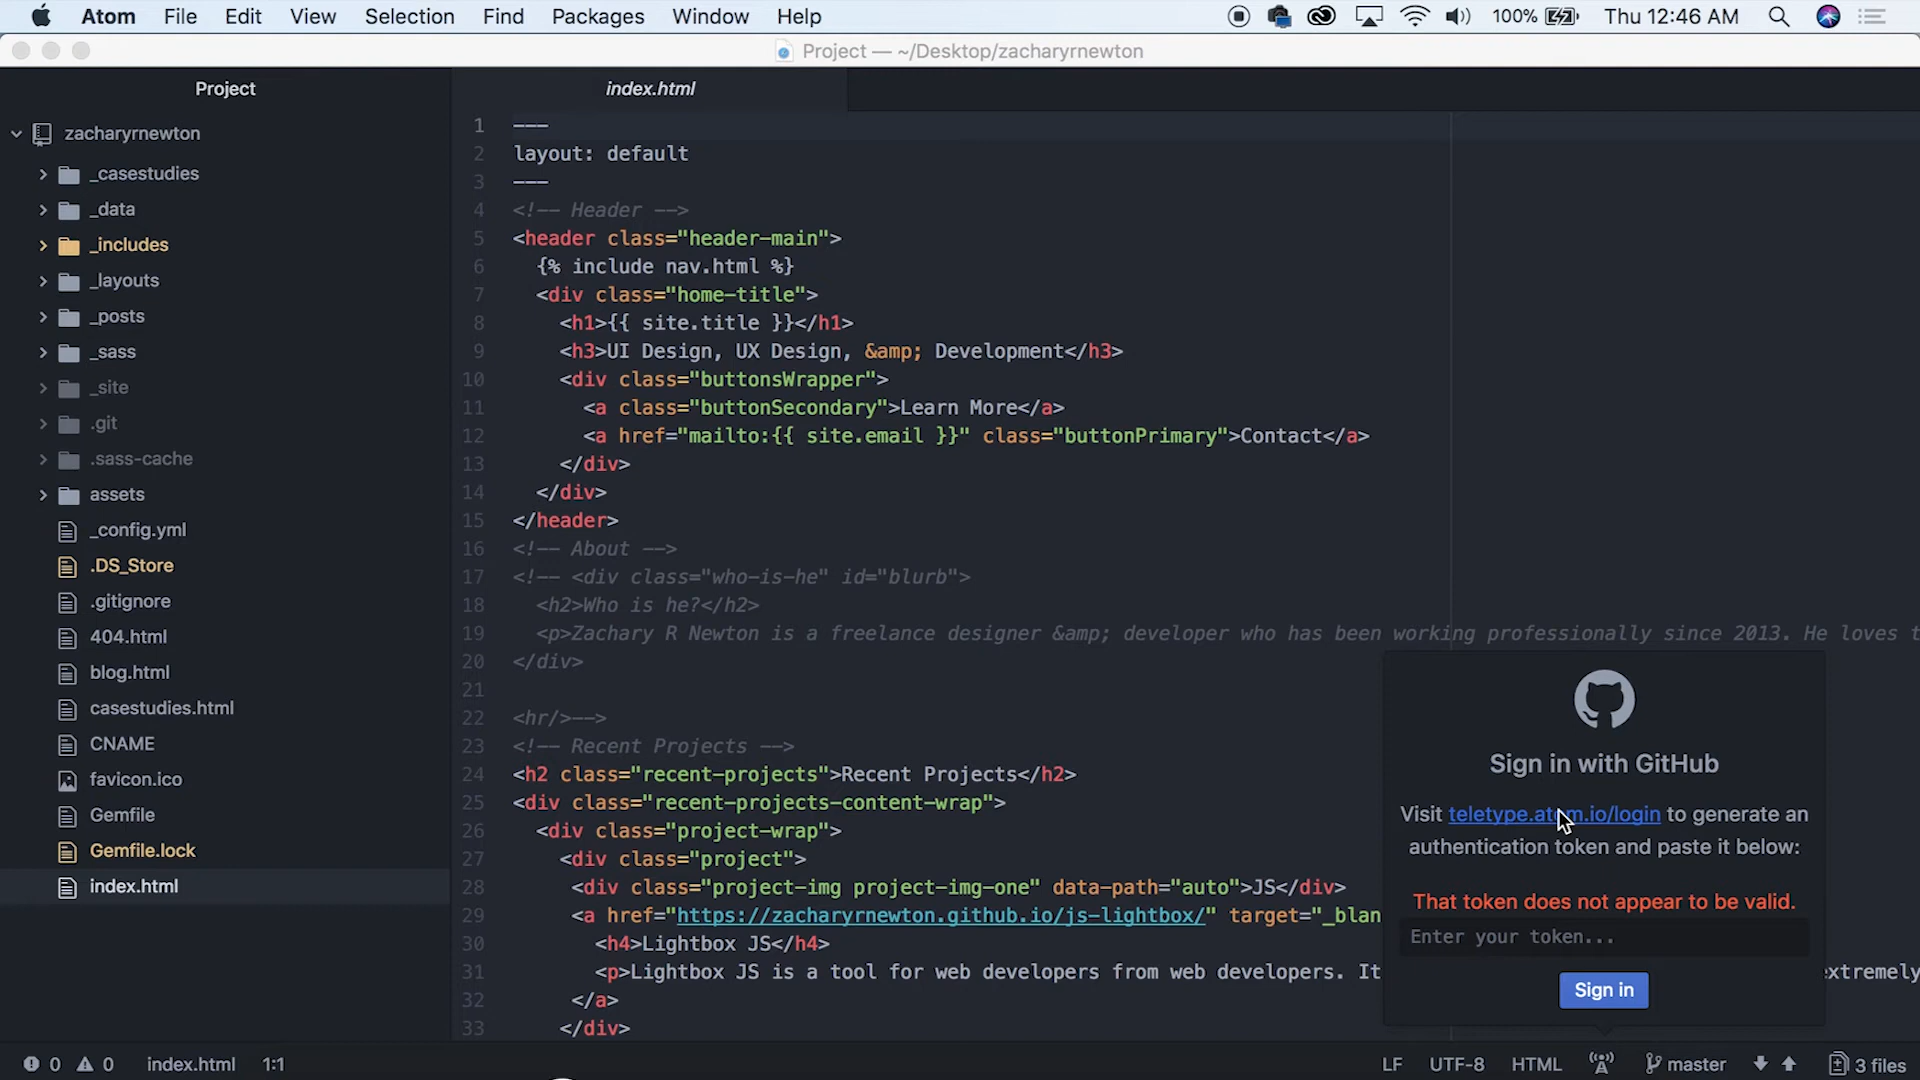 Atom File Edit View Selection Find Packages Window Help 100% Thu 12:46 AM
Project — ~/Desktop/zacharyrnewton
Project
zacharyrnewton
_casestudies
_data
_includes
_layouts
_posts
_sass
_site
.git
.sass-cache
assets
_config.yml
.DS_Store
.gitignore
404.html
blog.html
casestudies.html
CNAME
favicon.ico
Gemfile
Gemfile.lock
index.html
index.html
1 ---
2 layout: default
3 ---
4 <!-- Header -->
5 <header class="header-main">
6 {% include nav.html %}
7 <div class="home-title">
8 <h1>{{ site.title }}</h1>
9 <h3>UI Design, UX Design, &amp; Development</h3>
10 <div class="buttonsWrapper">
11 <a class="buttonSecondary">Learn More</a>
12 <a href="mailto:{{ site.email }}" class="buttonPrimary">Contact</a>
13 </div>
14 </div>
15 </header>
16 <!-- About -->
17 <!-- <div class="who-is-he" id="blurb">
18 <h2>Who is he?</h2>
19 <p>Zachary R Newton is a freelance designer &amp; developer who has been working professionally since 2013. He loves t
20 </div>
21
22 <hr/>-->
23 <!-- Recent Projects -->
24 <h2 class="recent-projects">Recent Projects</h2>
25 <div class="recent-projects-content-wrap">
26 <div class="project-wrap">
27 <div class="project">
28 <div class="project-img project-img-one" data-path="auto">JS</div>
29 <a href="https://zacharyrnewton.github.io/js-lightbox/" target="_blan
30 <h4>Lightbox JS</h4>
31 <p>Lightbox JS is a tool for web developers from web developers. It extremely
32 </a>
33 </div>
Sign in with GitHub
Visit teletype.atom.io/login to generate an
authentication token and paste it below:
That token does not appear to be valid.
Enter your token...
Sign in
0 0 index.html 1:1 LF UTF-8 HTML master 3 files